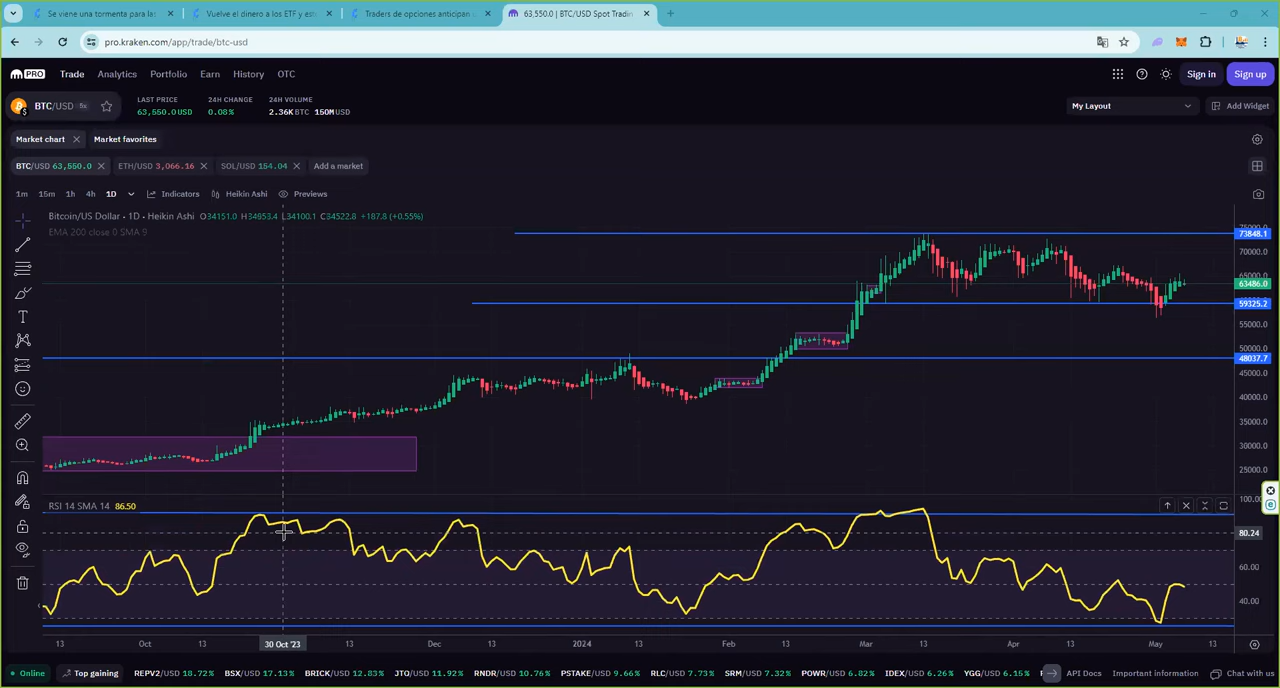 Se viene una tormenta para las
Vuelve el dinero a los ETF y est
Traders de opciones anticipan
63,550.0 | BTC/USD Spot Tradin
pro.kraken.com/app/trade/btc-usd
PRO Trade Analytics Portfolio Earn History OTC Sign in Sign up
BTC/USD 5x
LAST PRICE 24H CHANGE 24H VOLUME
63,550.0 USD 0.08% 2.36K BTC 150M USD
My Layout Add Widget
Market chart Market favorites
BTC/USD 63,550.0 ETH/USD 3,066.16 SOL/USD 154.04 Add a market
1m 15m 1h 4h 1D Indicators Heikin Ashi Previews
Bitcoin/US Dollar · 1D · Heikin Ashi O34151.0 H34953.4 L34100.1 C34522.8 +187.8 (+0.55%)
EMA 200 close 0 SMA 9
73848.1
70000.0
65000.0
63486.0
59325.2
55000.0
50000.0
48037.7
45000.0
40000.0
35000.0
30000.0
25000.0
RSI 14 SMA 14 86.50
80.24
60.00
40.00
13 Oct 13 30 Oct '23 13 Dec 13 2024 13 Feb 13 Mar 13 Apr 13 May 13
Online Top gaining REPV2/USD 18.72% BSX/USD 17.13% BRICK/USD 12.83% JTO/USD 11.92% RNDR/USD 10.76% PSTAKE/USD 9.66% RLC/USD 7.73% SRM/USD 7.32% POWR/USD 6.82% IDEX/USD 6.26% YGG/USD 6.15% API Docs Important information Chat with us